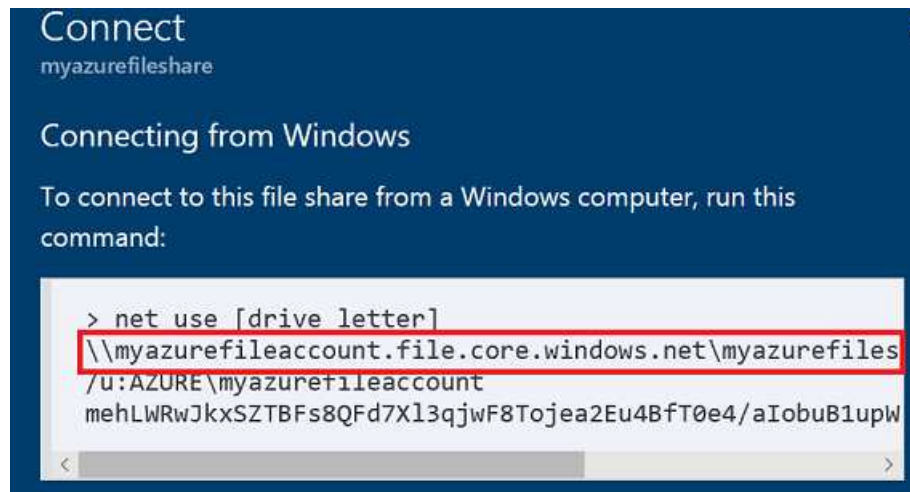 Connect
myazurefileshare
Connecting from Windows
To connect to this file share from a Windows computer, run this
command:
> net use [drive letter]
\\myazurefileaccount.file.core.windows.net\myazurefiles
/u:AZURE\myazurefileaccount
mehLWRwJkxSZTBFs8QFd7Xl3qjwF8Tojea2Eu4BfT0e4/aIobuB1upW